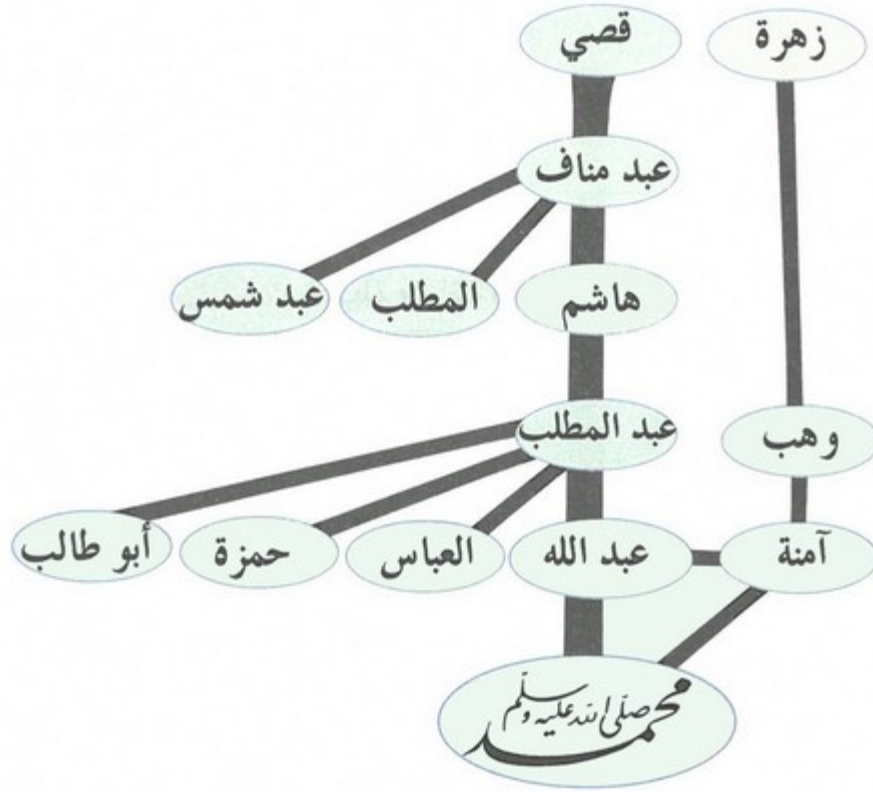 زهرة
قصي
عبد مناف
هاشم
المطلب
عبد شمس
وهب
عبد المطلب
آمنة
عبد الله
العباس
حمزة
أبو طالب
محمد صلى الله عليه وسلم